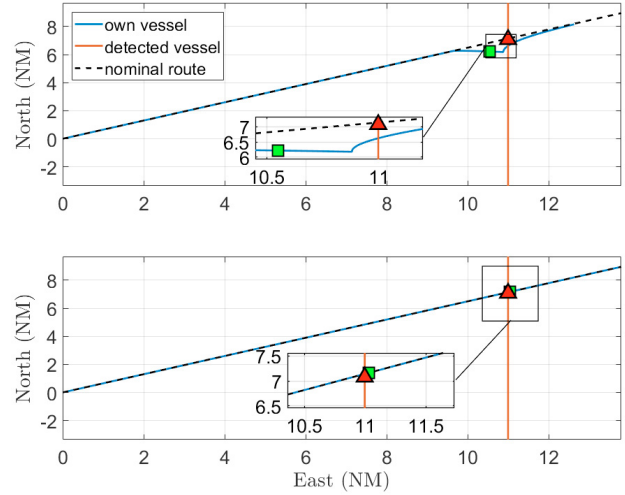 own vessel
detected vessel
nominal route
North (NM)
8
6
4
2
0
-2
7
6.5
6
10.5 11
0 2 4 6 8 10 12
North (NM)
8
6
4
2
0
-2
7.5
7
6.5
10.5 11 11.5
0 2 4 6 8 10 12
East (NM)